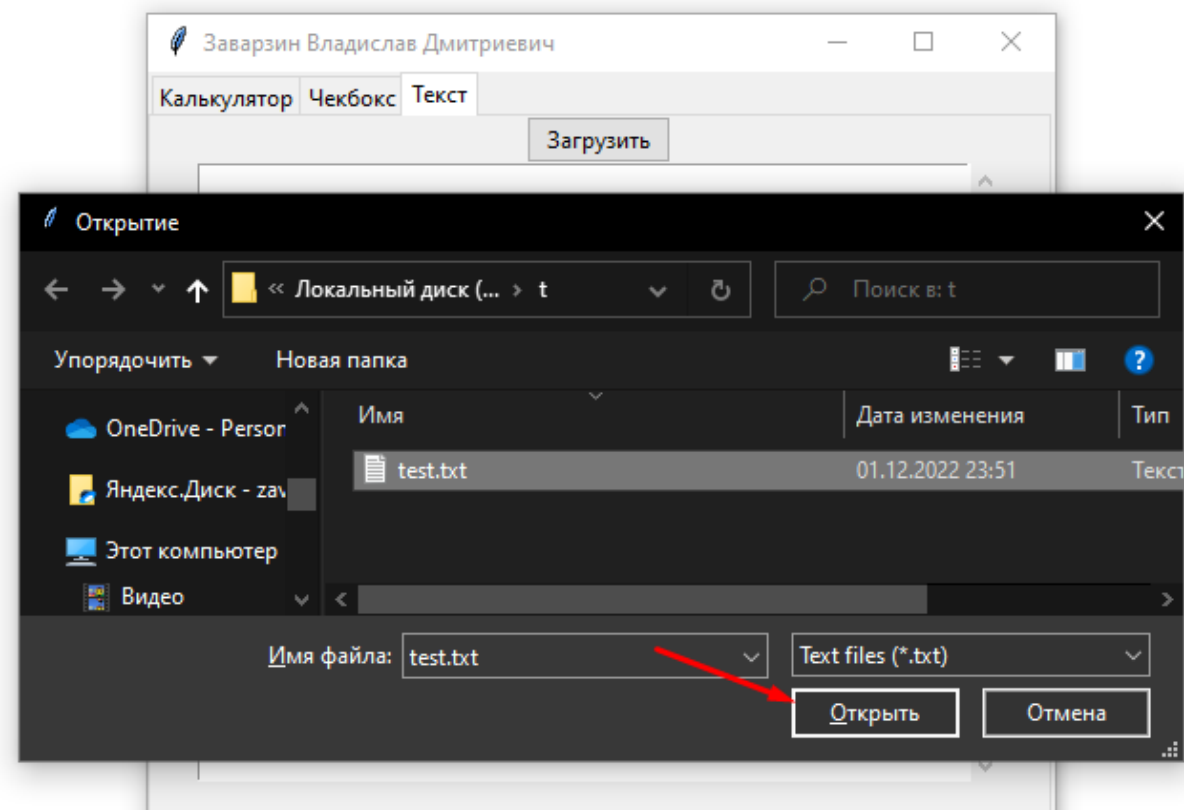 Заварзин Владислав Дмитриевич
Калькулятор Чекбокс Текст
Загрузить
Открытие
« Локальный диск (... › t
Поиск в: t
Упорядочить Новая папка
Имя Дата изменения Тип
OneDrive - Person
test.txt 01.12.2022 23:51 Текст
Яндекс.Диск - zav
Этот компьютер
Видео
Имя файла: test.txt Text files (*.txt)
Открыть Отмена